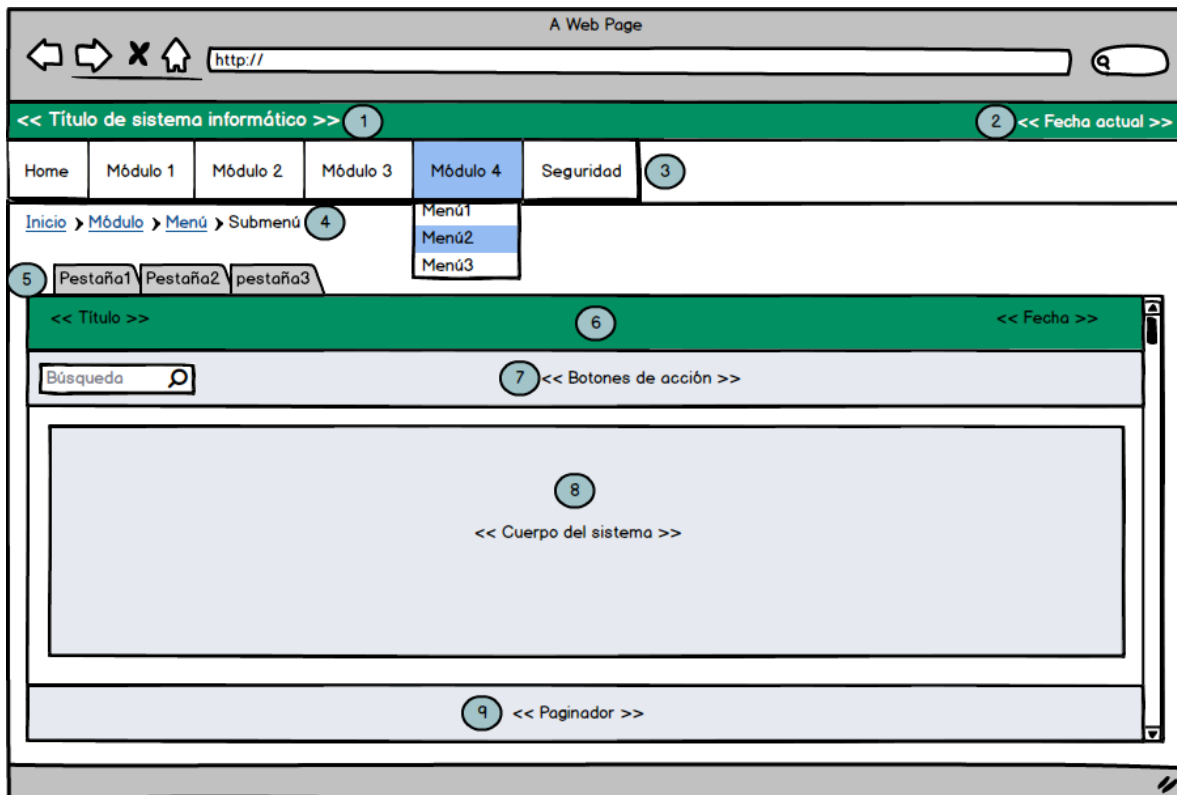 A Web Page
http://
<< Título de sistema informático >> 1
2 << Fecha actual >>
Home Módulo 1 Módulo 2 Módulo 3 Módulo 4 Seguridad 3
Inicio > Módulo > Menú > Submenú 4
Menú1
Menú2
Menú3
5 Pestaña1 Pestaña2 pestaña3
<< Título >> 6 << Fecha >>
Búsqueda 7 << Botones de acción >>
8
<< Cuerpo del sistema >>
9 << Paginador >>